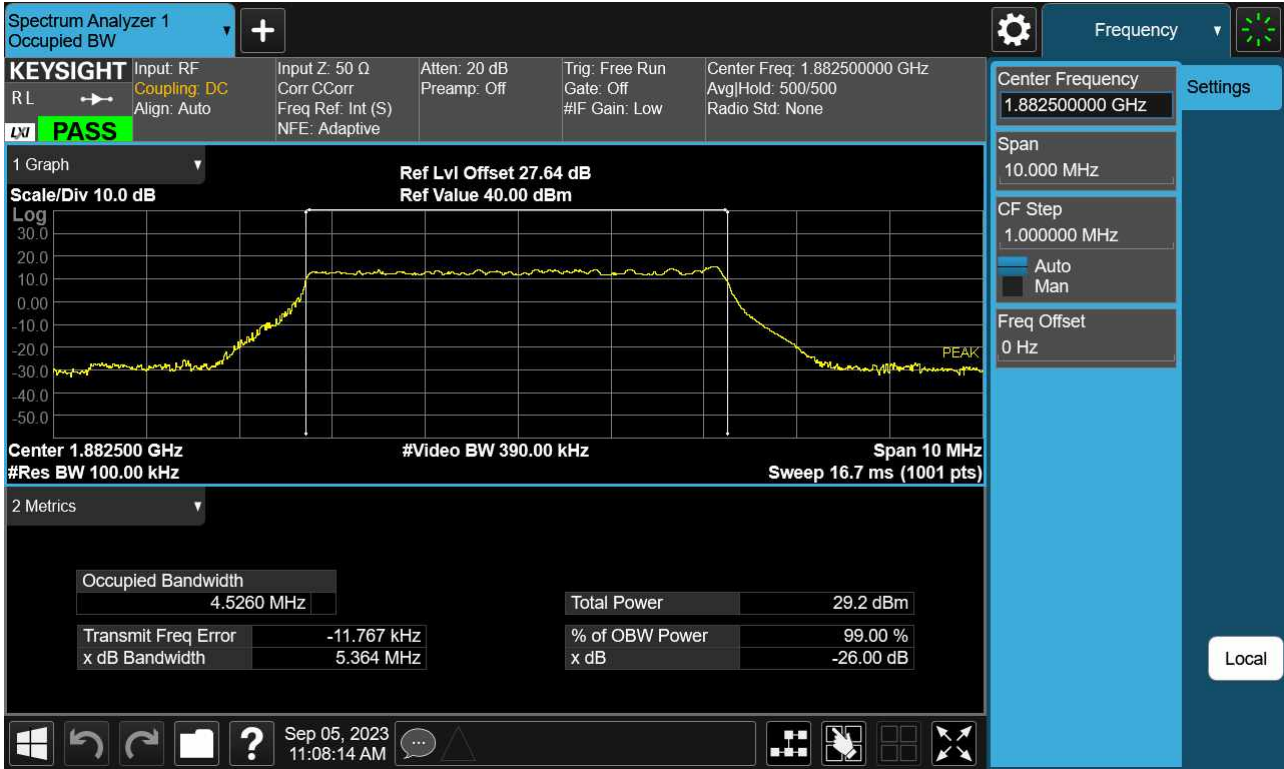 Spectrum Analyzer 1
Occupied BW
Frequency
KEYSIGHT
R L
LXI
PASS
Input: RF
Coupling: DC
Align: Auto
Input Z: 50 Ω
Corr CCorr
Freq Ref: Int (S)
NFE: Adaptive
Atten: 20 dB
Preamp: Off
Trig: Free Run
Gate: Off
#IF Gain: Low
Center Freq: 1.882500000 GHz
Avg|Hold: 500/500
Radio Std: None
1 Graph
Scale/Div 10.0 dB
Ref Lvl Offset 27.64 dB
Ref Value 40.00 dBm
Log
30.0
20.0
10.0
0.00
-10.0
-20.0
-30.0
-40.0
-50.0
PEAK
Center 1.882500 GHz
#Video BW 390.00 kHz
Span 10 MHz
#Res BW 100.00 kHz
Sweep 16.7 ms (1001 pts)
2 Metrics
Occupied Bandwidth
4.5260 MHz
Total Power 29.2 dBm
Transmit Freq Error -11.767 kHz
% of OBW Power 99.00 %
x dB Bandwidth 5.364 MHz
x dB -26.00 dB
Center Frequency
1.882500000 GHz
Span
10.000 MHz
CF Step
1.000000 MHz
Auto
Man
Freq Offset
0 Hz
Settings
Local
?
Sep 05, 2023
11:08:14 AM